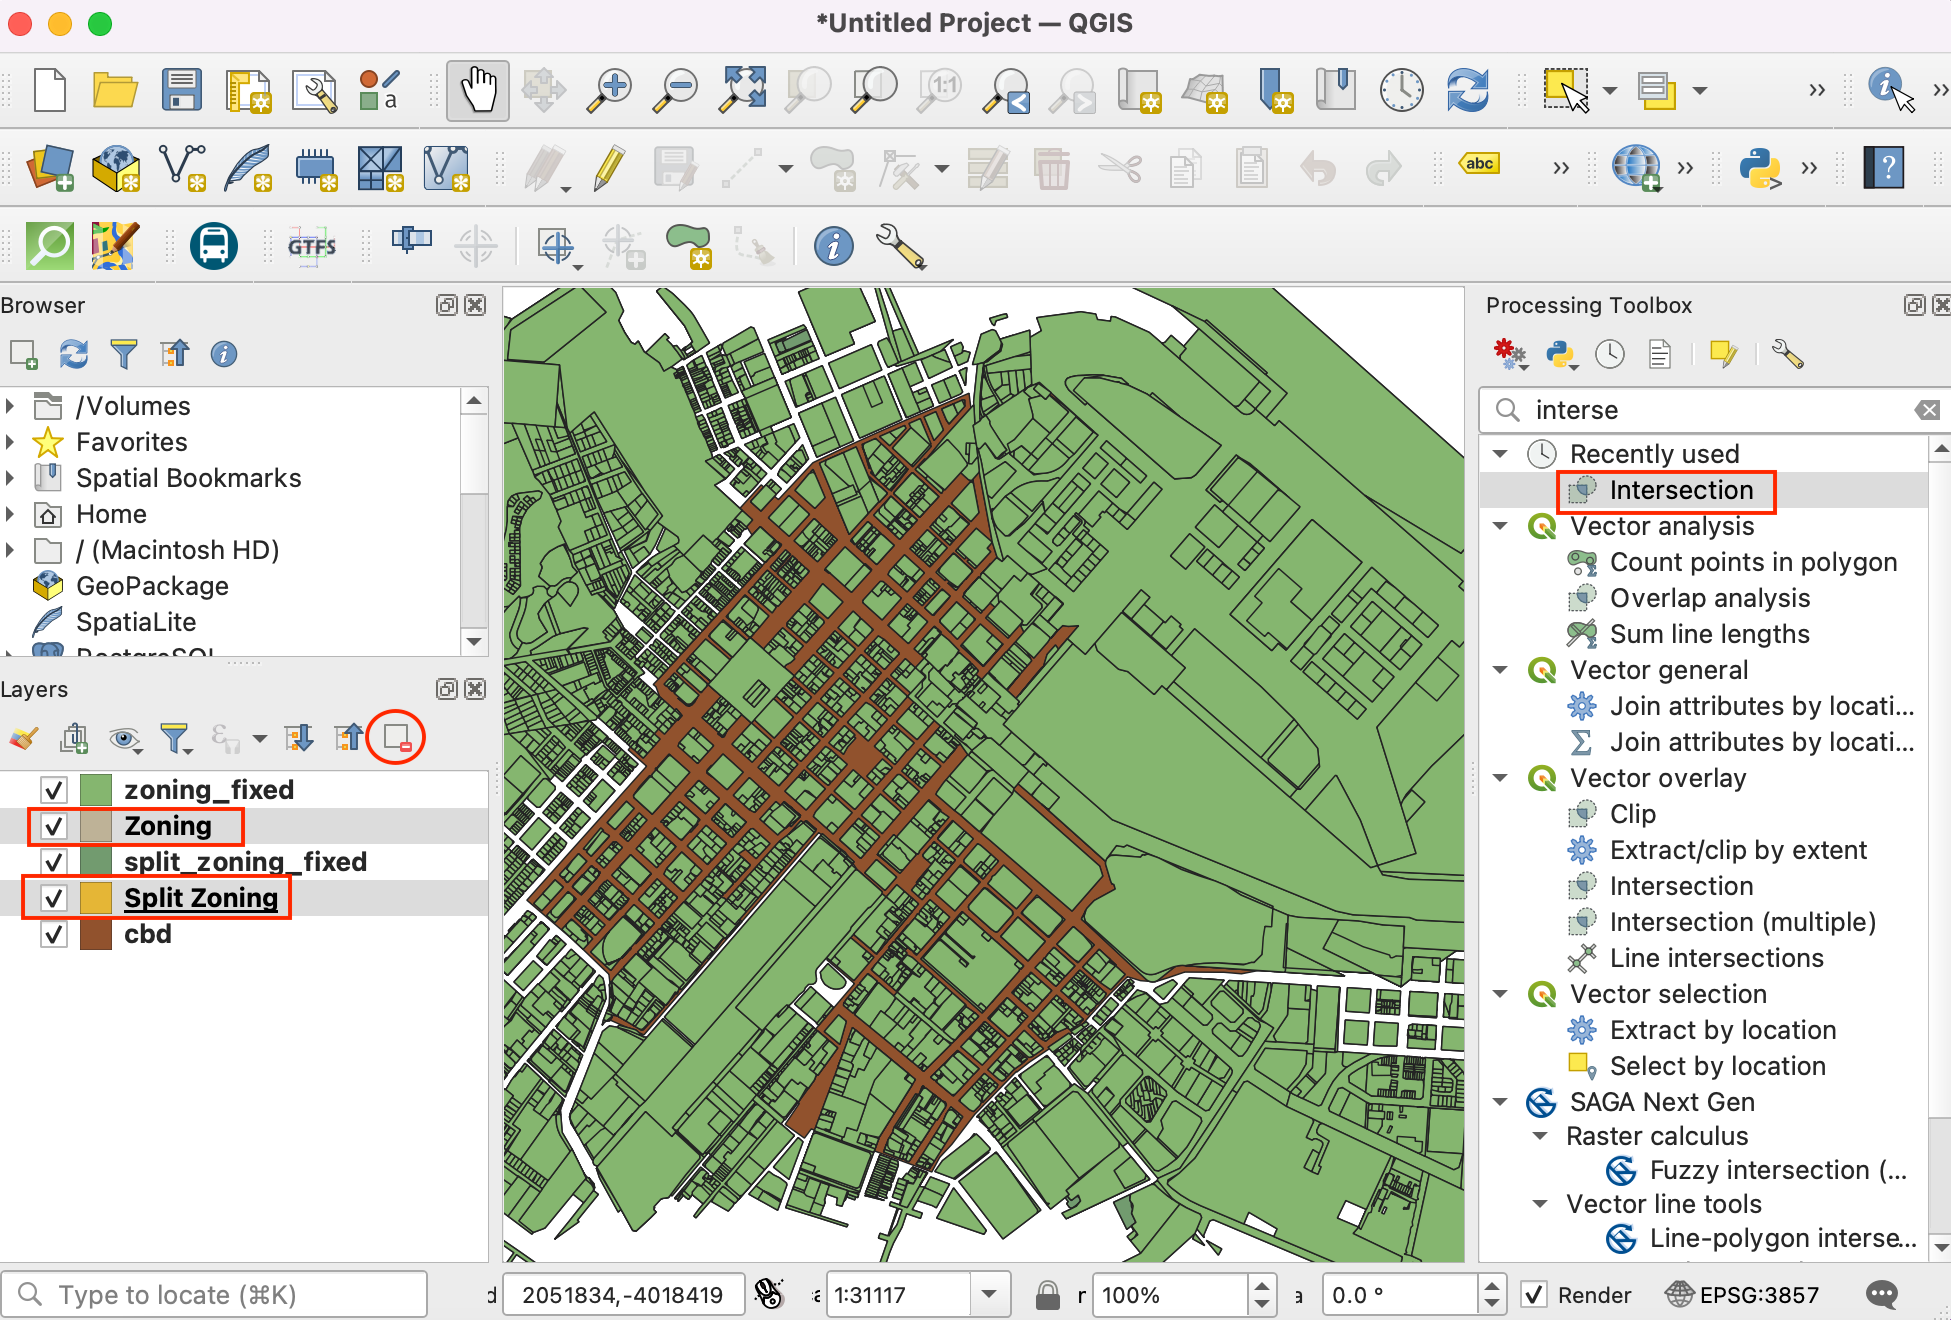 *Untitled Project — QGIS
a
1:1
abc
?
GTFS
Browser
/Volumes
Favorites
Spatial Bookmarks
Home
/ (Macintosh HD)
GeoPackage
SpatiaLite
PostgreSQL
Layers
zoning_fixed
Zoning
split_zoning_fixed
Split Zoning
cbd
Processing Toolbox
interse
Recently used
Intersection
Vector analysis
Count points in polygon
Overlap analysis
Sum line lengths
Vector general
Join attributes by locati...
Join attributes by locati...
Vector overlay
Clip
Extract/clip by extent
Intersection
Intersection (multiple)
Line intersections
Vector selection
Extract by location
Select by location
SAGA Next Gen
Raster calculus
Fuzzy intersection (...
Vector line tools
Line-polygon interse...
Type to locate (⌘K)
2051834,-4018419
1:31117
100%
0.0 °
Render
EPSG:3857